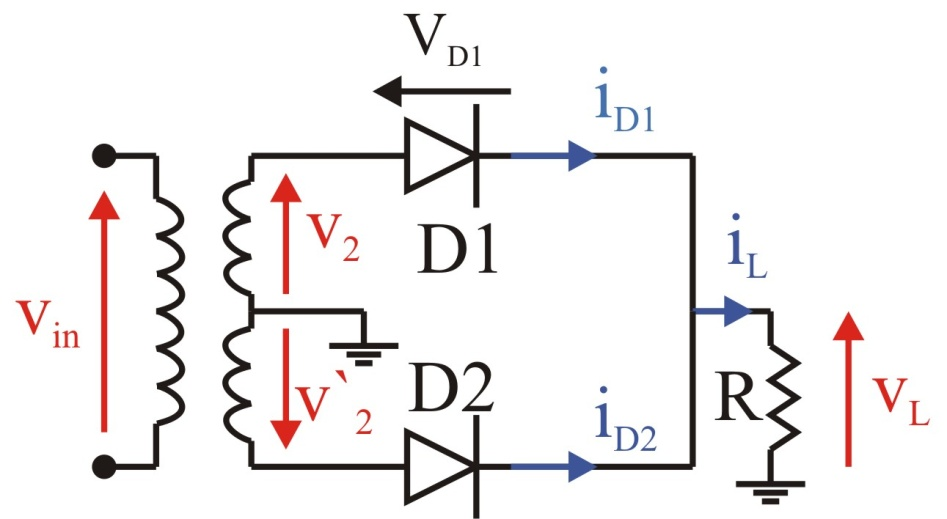 V_D1
i_D1
D1
v_2
v_in
i_L
D2
v`_2
R
v_L
i_D2